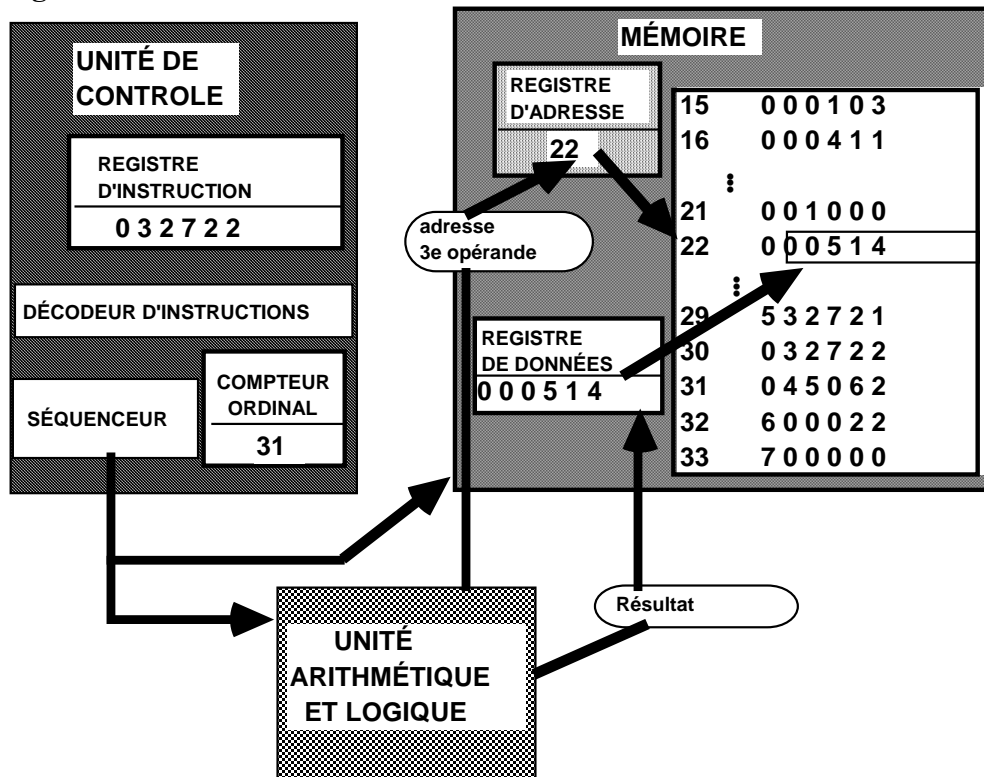 UNITÉ DE
CONTROLE
REGISTRE
D'INSTRUCTION
0 3 2 7 2 2
DÉCODEUR D'INSTRUCTIONS
SÉQUENCEUR
COMPTEUR
ORDINAL
31
MÉMOIRE
REGISTRE
D'ADRESSE
22
adresse
3e opérande
REGISTRE
DE DONNÉES
0 0 0 5 1 4
15 0 0 0 1 0 3
16 0 0 0 4 1 1
21 0 0 1 0 0 0
22 0 0 0 5 1 4
29 5 3 2 7 2 1
30 0 3 2 7 2 2
31 0 4 5 0 6 2
32 6 0 0 0 2 2
33 7 0 0 0 0 0
Résultat
UNITÉ
ARITHMÉTIQUE
ET LOGIQUE